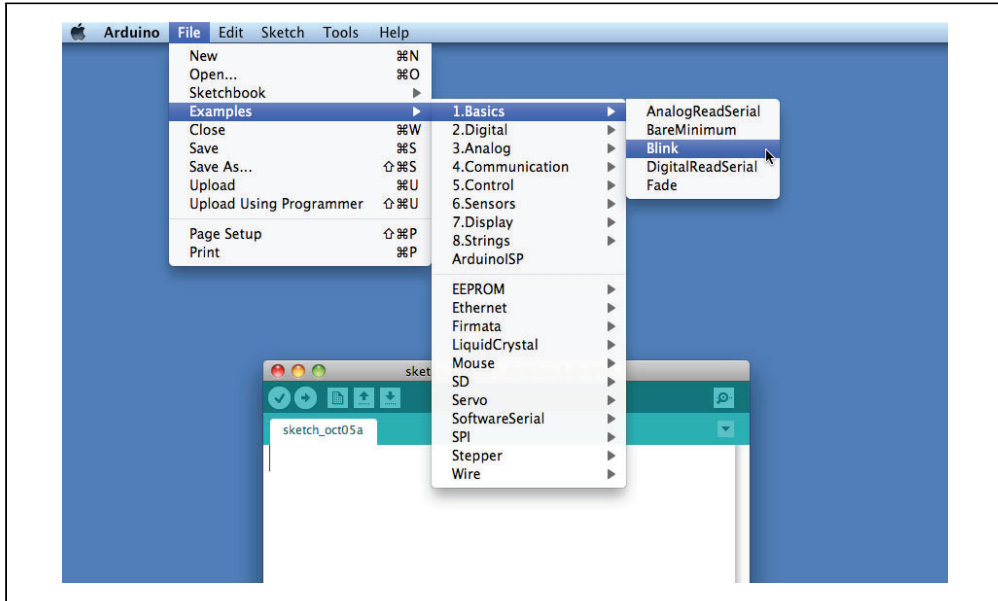 Arduino File Edit Sketch Tools Help
New ⌘N
Open... ⌘O
Sketchbook
Examples
Close ⌘W
Save ⌘S
Save As... ⇧⌘S
Upload ⌘U
Upload Using Programmer ⇧⌘U
Page Setup ⇧⌘P
Print ⌘P
1.Basics
2.Digital
3.Analog
4.Communication
5.Control
6.Sensors
7.Display
8.Strings
ArduinoISP
EEPROM
Ethernet
Firmata
LiquidCrystal
Mouse
SD
Servo
SoftwareSerial
SPI
Stepper
Wire
AnalogReadSerial
BareMinimum
Blink
DigitalReadSerial
Fade
sket
sketch_oct05a